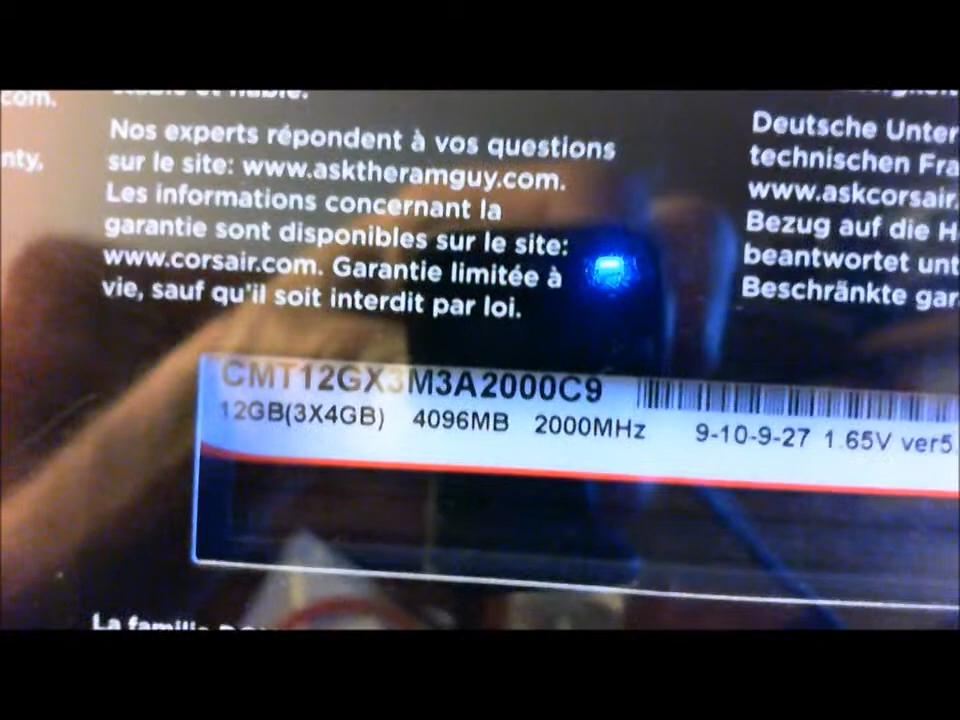 com.
nty,
Nos experts répondent à vos questions
sur le site: www.asktheramguy.com.
Les informations concernant la
garantie sont disponibles sur le site:
www.corsair.com. Garantie limitée à
vie, sauf qu'il soit interdit par loi.
Deutsche Unter
technischen Fra
www.askcorsair.
Bezug auf die H
beantwortet unt
Beschränkte gar
CMT12GX3M3A2000C9
12GB(3X4GB) 4096MB 2000MHz 9-10-9-27 1.65V ver5.
La famille